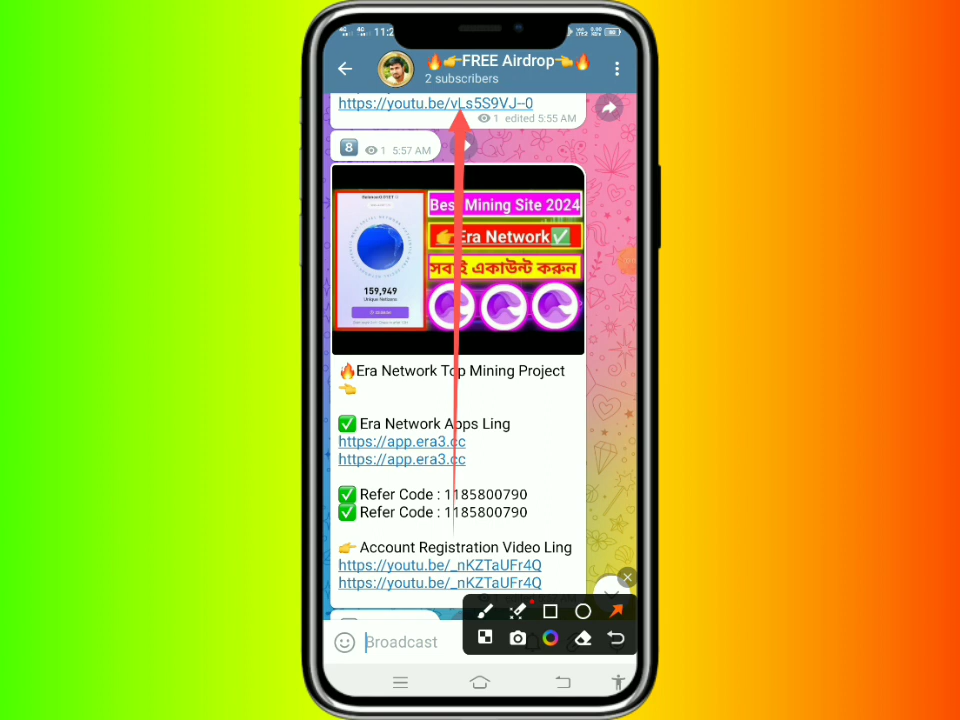 11:2
🔥👉FREE Airdrop👈🔥
2 subscribers
https://youtu.be/vLs5S9VJ--0
1 edited 5:55 AM
8 1 5:57 AM
Best Mining Site 2024
👉Era Network✅
সবাই একাউন্ট করুন
159,949
🔥Era Network Top Mining Project
👈
✅ Era Network Apps Ling
https://app.era3.cc
https://app.era3.cc
✅ Refer Code : 1185800790
✅ Refer Code : 1185800790
👉 Account Registration Video Ling
https://youtu.be/_nKZTaUFr4Q
https://youtu.be/_nKZTaUFr4Q
Broadcast